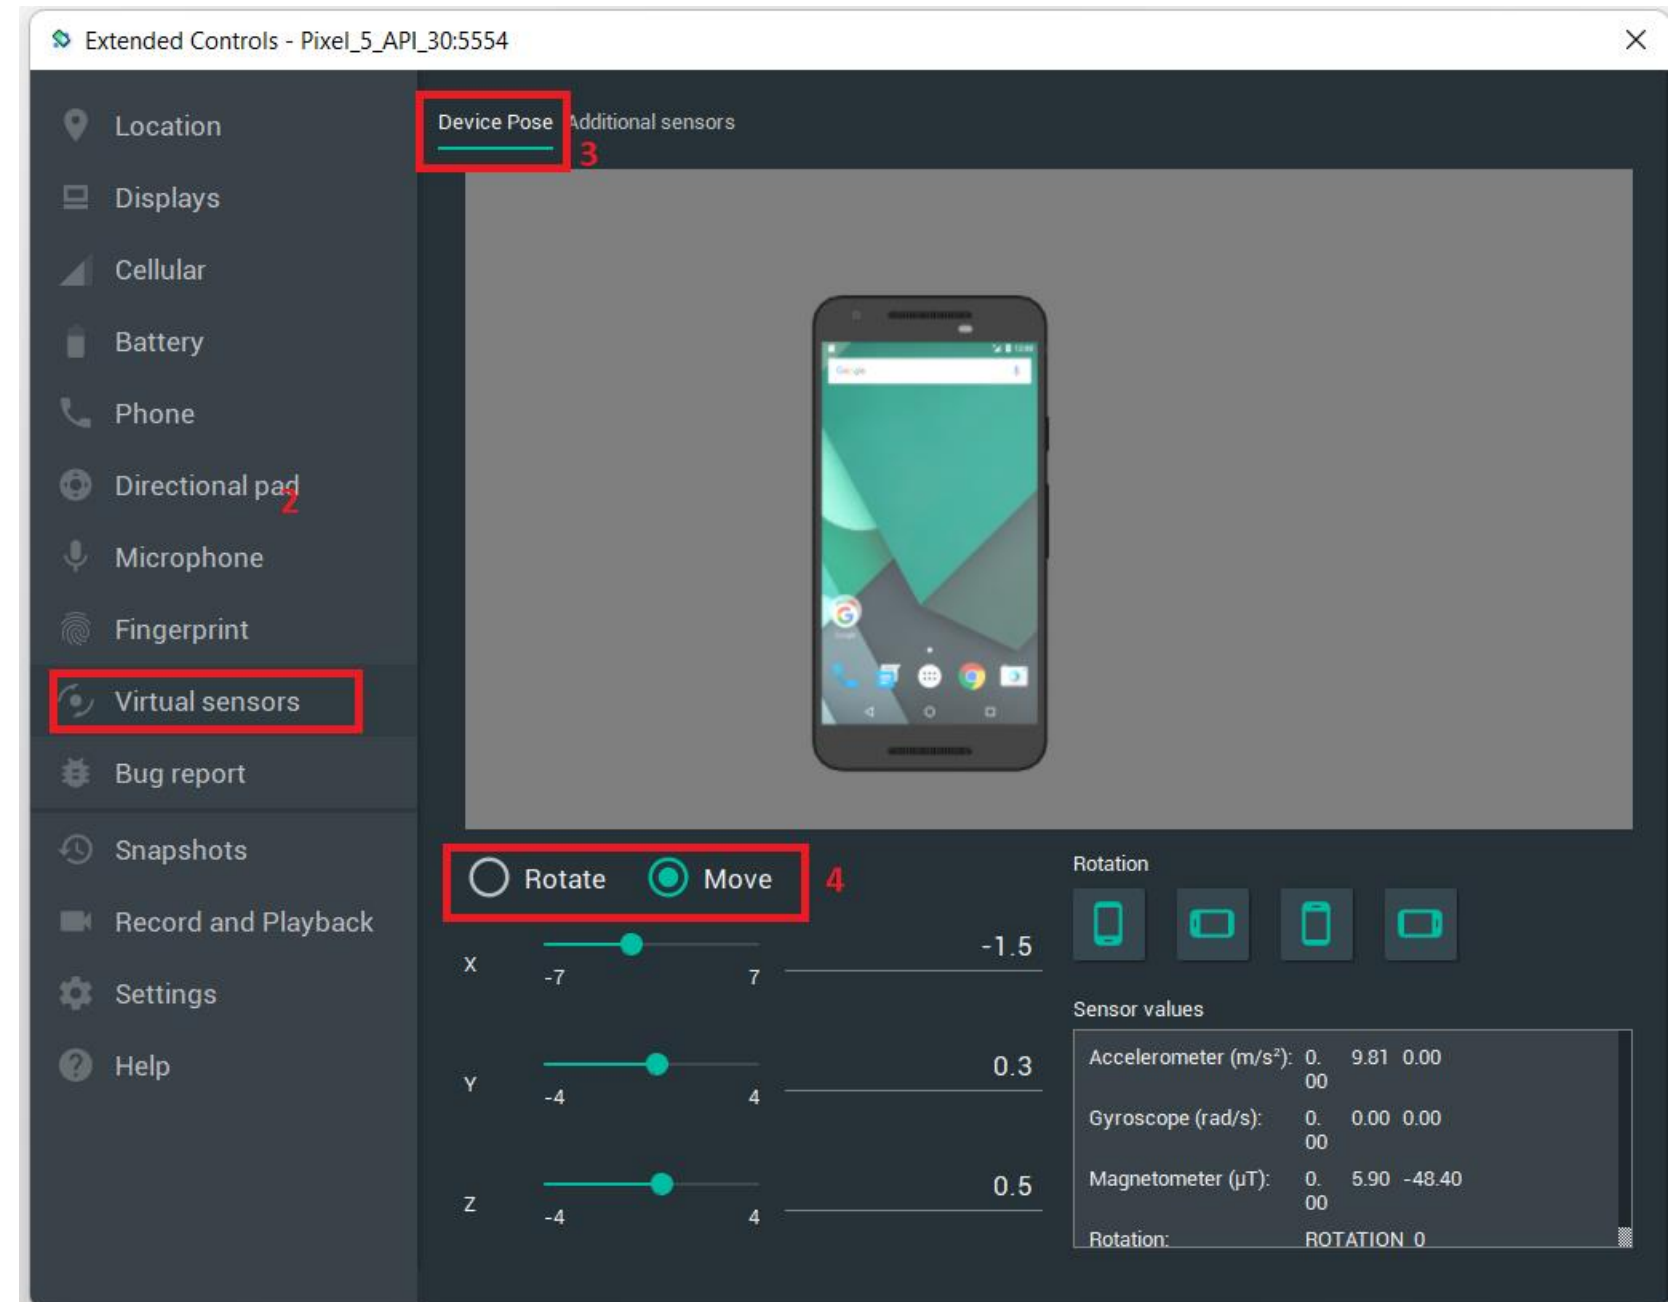 Extended Controls - Pixel_5_API_30:5554
Location
Displays
Cellular
Battery
Phone
Directional pad
2
Microphone
Fingerprint
Virtual sensors
Bug report
Snapshots
Record and Playback
Settings
Help
Device Pose Additional sensors
3
Google
Rotate Move 4
X -1.5
-7 7
Y 0.3
-4 4
Z 0.5
-4 4
Rotation
Sensor values
Accelerometer (m/s²): 0. 9.81 0.00
00
Gyroscope (rad/s): 0. 0.00 0.00
00
Magnetometer (μT): 0. 5.90 -48.40
00
Rotation: ROTATION_0